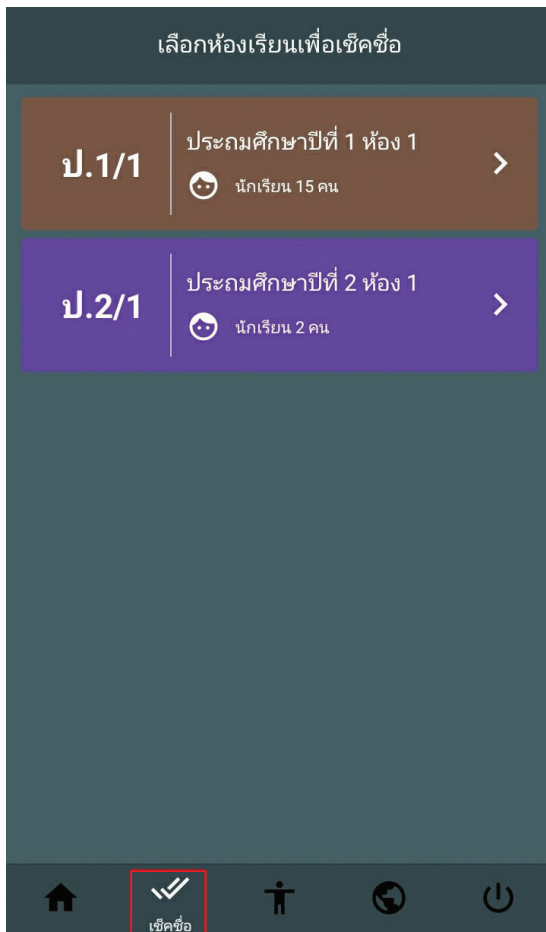 เลือกห้องเรียนเพื่อเช็คชื่อ
ป.1/1
ประถมศึกษาปีที่ 1 ห้อง 1
นักเรียน 15 คน
ป.2/1
ประถมศึกษาปีที่ 2 ห้อง 1
นักเรียน 2 คน
เช็คชื่อ